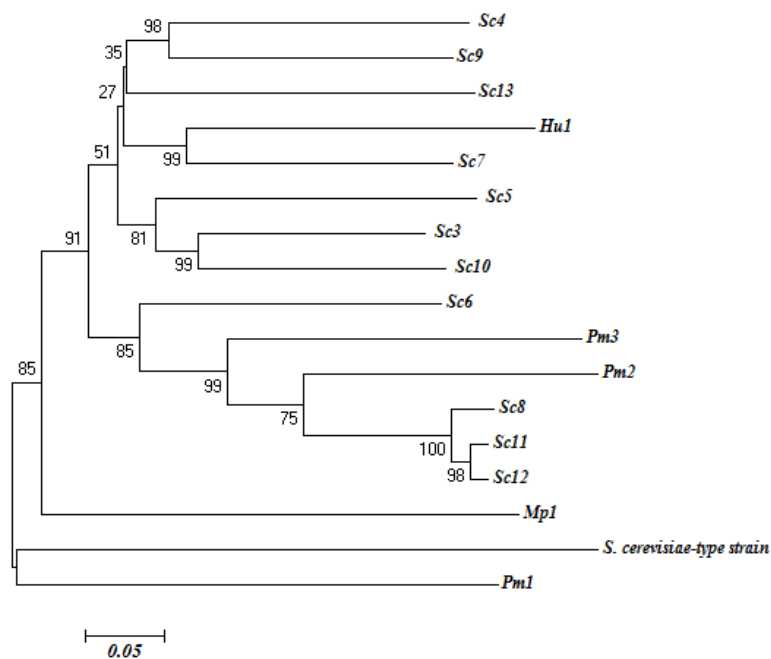 98
Sc4
35
Sc9
27
Sc13
Hu1
51
99
Sc7
Sc5
91
81
Sc3
99
Sc10
Sc6
85
Pm3
85
99
Pm2
75
Sc8
100
Sc11
98
Sc12
Mp1
S. cerevisiae-type strain
Pm1
0.05